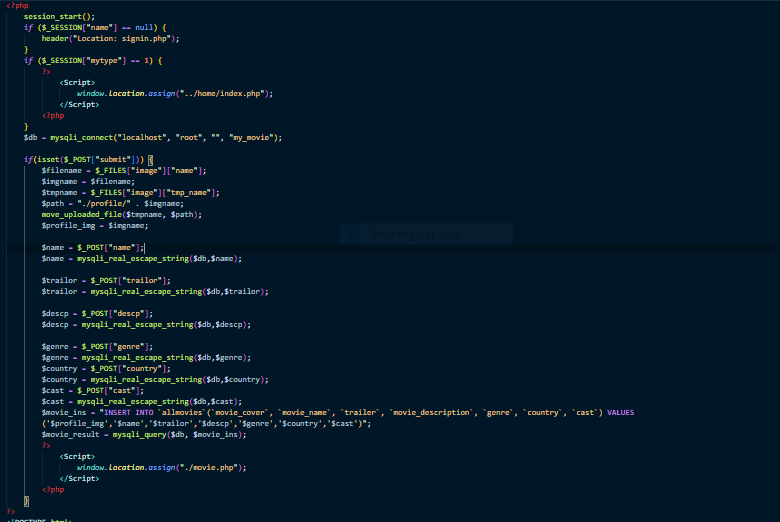 <?php
session_start();
if ($_SESSION["name"] == null) {
header("Location: signin.php");
}
if ($_SESSION["mytype"] == 1) {
?>
<Script>
window.location.assign("../home/index.php");
</Script>
<?php
}
$db = mysqli_connect("localhost", "root", "", "my_movie");
if(isset($_POST["submit"])) {
$filename = $_FILES["image"]["name"];
$imgname = $filename;
$tmpname = $_FILES["image"]["tmp_name"];
$path = "./profile/" . $imgname;
move_uploaded_file($tmpname, $path);
$profile_img = $imgname;
Rectangular Snip
$name = $_POST["name"];
$name = mysqli_real_escape_string($db,$name);
$trailor = $_POST["trailor"];
$trailor = mysqli_real_escape_string($db,$trailor);
$descp = $_POST["descp"];
$descp = mysqli_real_escape_string($db,$descp);
$genre = $_POST["genre"];
$genre = mysqli_real_escape_string($db,$genre);
$country = $_POST["country"];
$country = mysqli_real_escape_string($db,$country);
$cast = $_POST["cast"];
$cast = mysqli_real_escape_string($db,$cast);
$movie_ins = "INSERT INTO `allmovies`(`movie_cover`, `movie_name`, `trailer`, `movie_description`, `genre`, `country`, `cast`) VALUES
('$profile_img','$name','$trailor','$descp','$genre','$country','$cast')";
$movie_result = mysqli_query($db, $movie_ins);
?>
<Script>
window.location.assign("./movie.php");
</Script>
<?php
}
?>
<!DOCTYPE html>